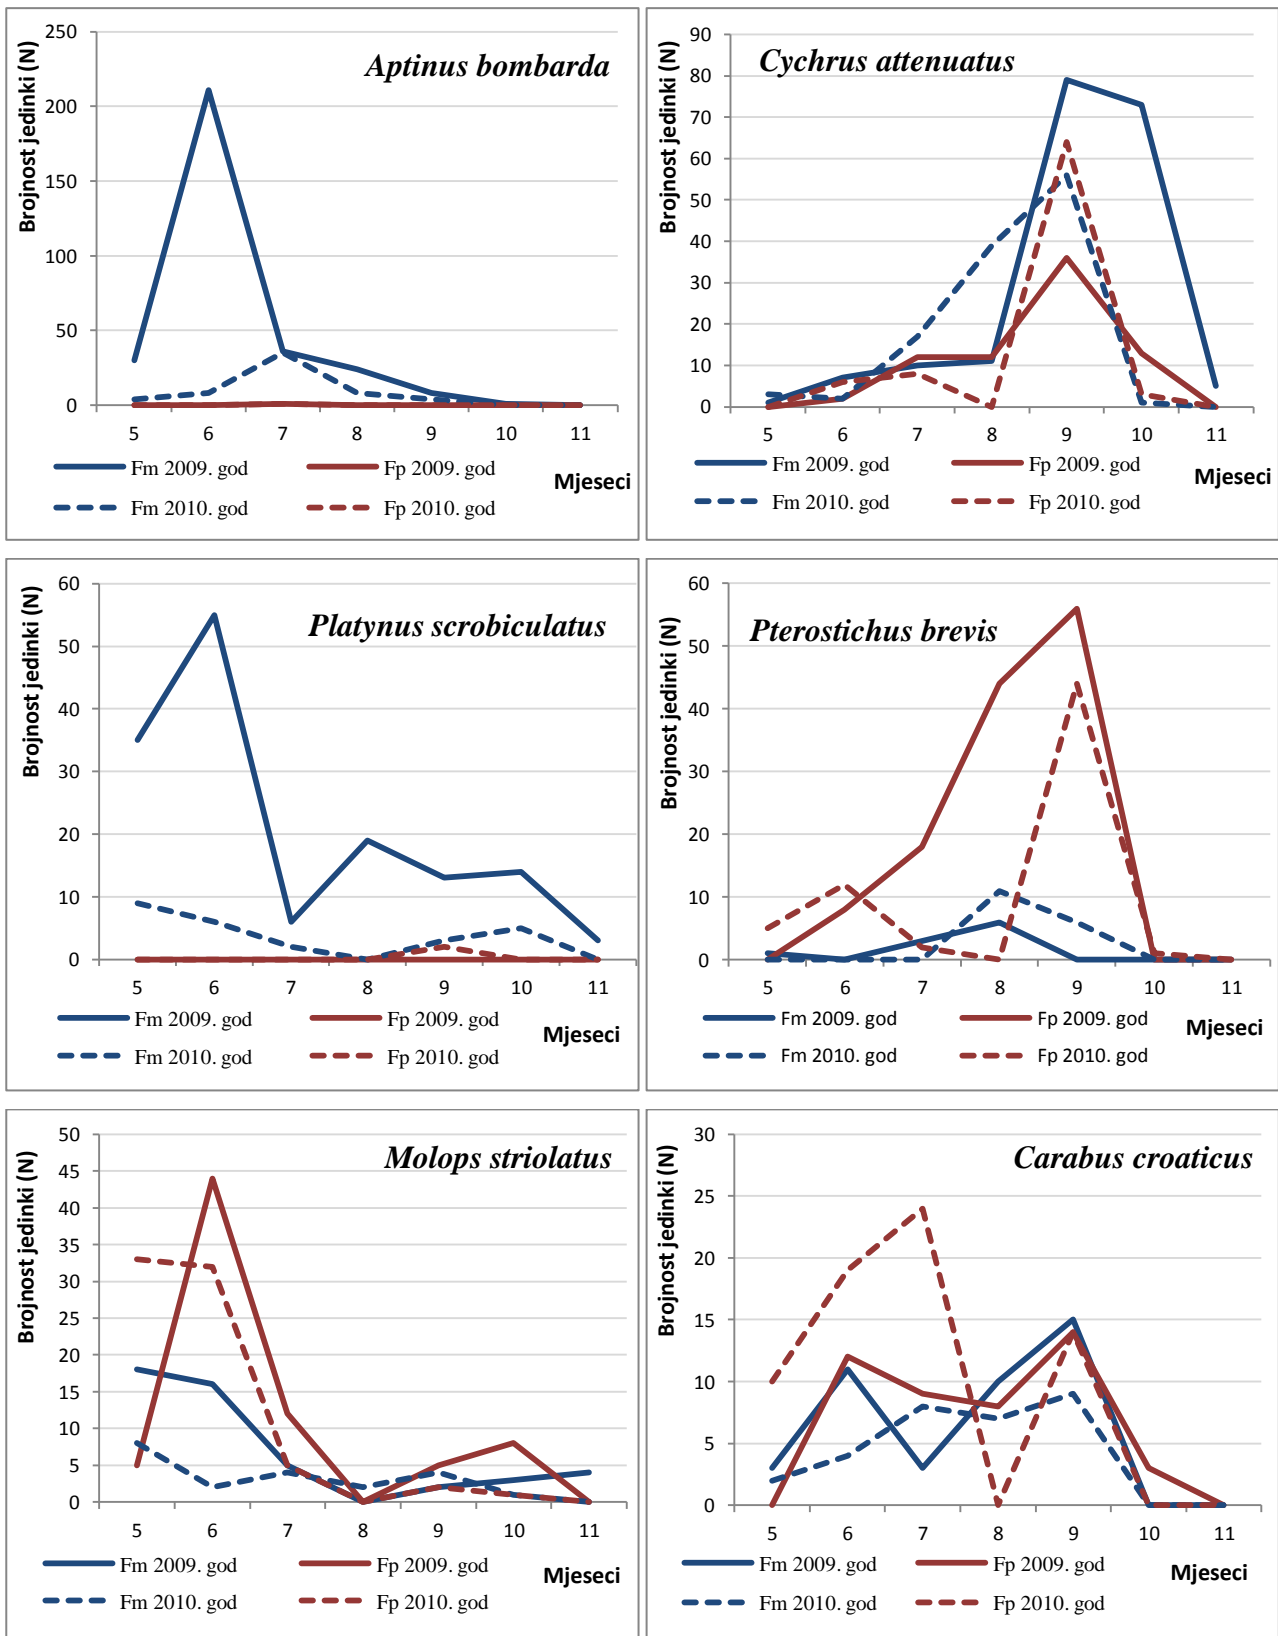 Aptinus bombarda
Brojnost jedinki (N)
250
200
150
100
50
0
5 6 7 8 9 10 11
Mjeseci
Fm 2009. god Fp 2009. god
Fm 2010. god Fp 2010. god
Cychrus attenuatus
Brojnost jedinki (N)
90
80
70
60
50
40
30
20
10
0
5 6 7 8 9 10 11
Mjeseci
Fm 2009. god Fp 2009. god
Fm 2010. god Fp 2010. god
Platynus scrobiculatus
Brojnost jedinki (N)
60
50
40
30
20
10
0
5 6 7 8 9 10 11
Mjeseci
Fm 2009. god Fp 2009. god
Fm 2010. god Fp 2010. god
Pterostichus brevis
Brojnost jedinki (N)
60
50
40
30
20
10
0
5 6 7 8 9 10 11
Mjeseci
Fm 2009. god Fp 2009. god
Fm 2010. god Fp 2010. god
Molops striolatus
Brojnost jedinki (N)
50
45
40
35
30
25
20
15
10
5
0
5 6 7 8 9 10 11
Mjeseci
Fm 2009. god Fp 2009. god
Fm 2010. god Fp 2010. god
Carabus croaticus
Brojnost jedinki (N)
30
25
20
15
10
5
0
5 6 7 8 9 10 11
Mjeseci
Fm 2009. god Fp 2009. god
Fm 2010. god Fp 2010. god